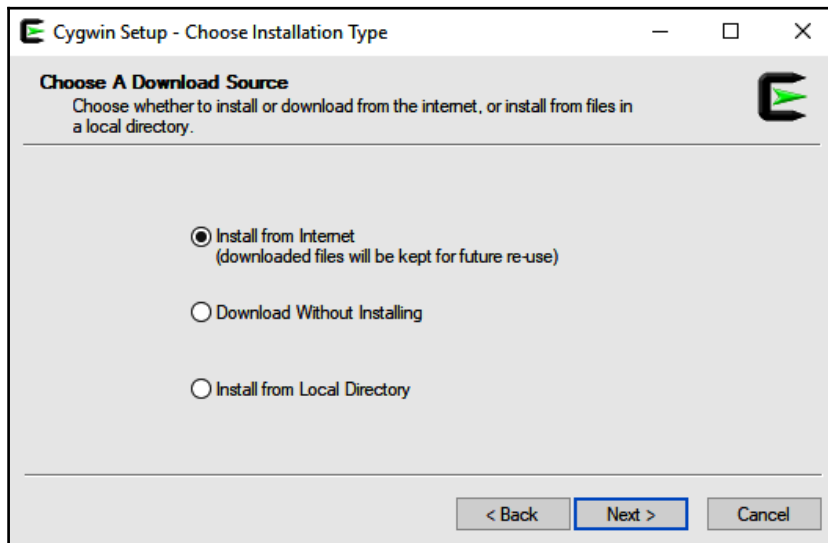 Cygwin Setup - Choose Installation Type
Choose A Download Source
Choose whether to install or download from the internet, or install from files in
a local directory.
Install from Internet
(downloaded files will be kept for future re-use)
Download Without Installing
Install from Local Directory
< Back Next > Cancel